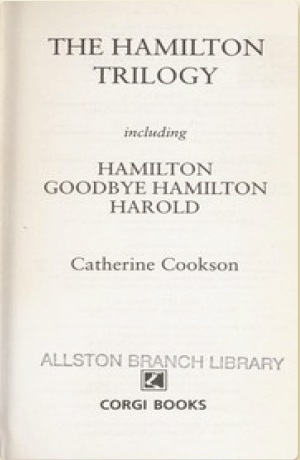 THE HAMILTON
TRILOGY
including
HAMILTON
GOODBYE HAMILTON
HAROLD
Catherine Cookson
ALLSTON BRANCH LIBRARY
CORGI BOOKS